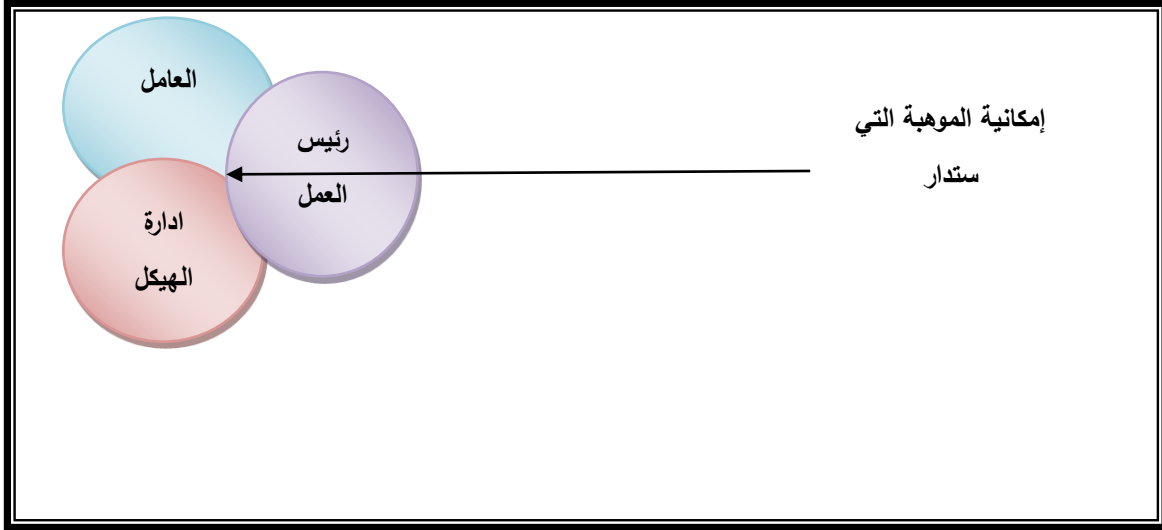 العامل
رئيس
العمل
ادارة
الهيكل
إمكانية الموهبة التي
ستدار